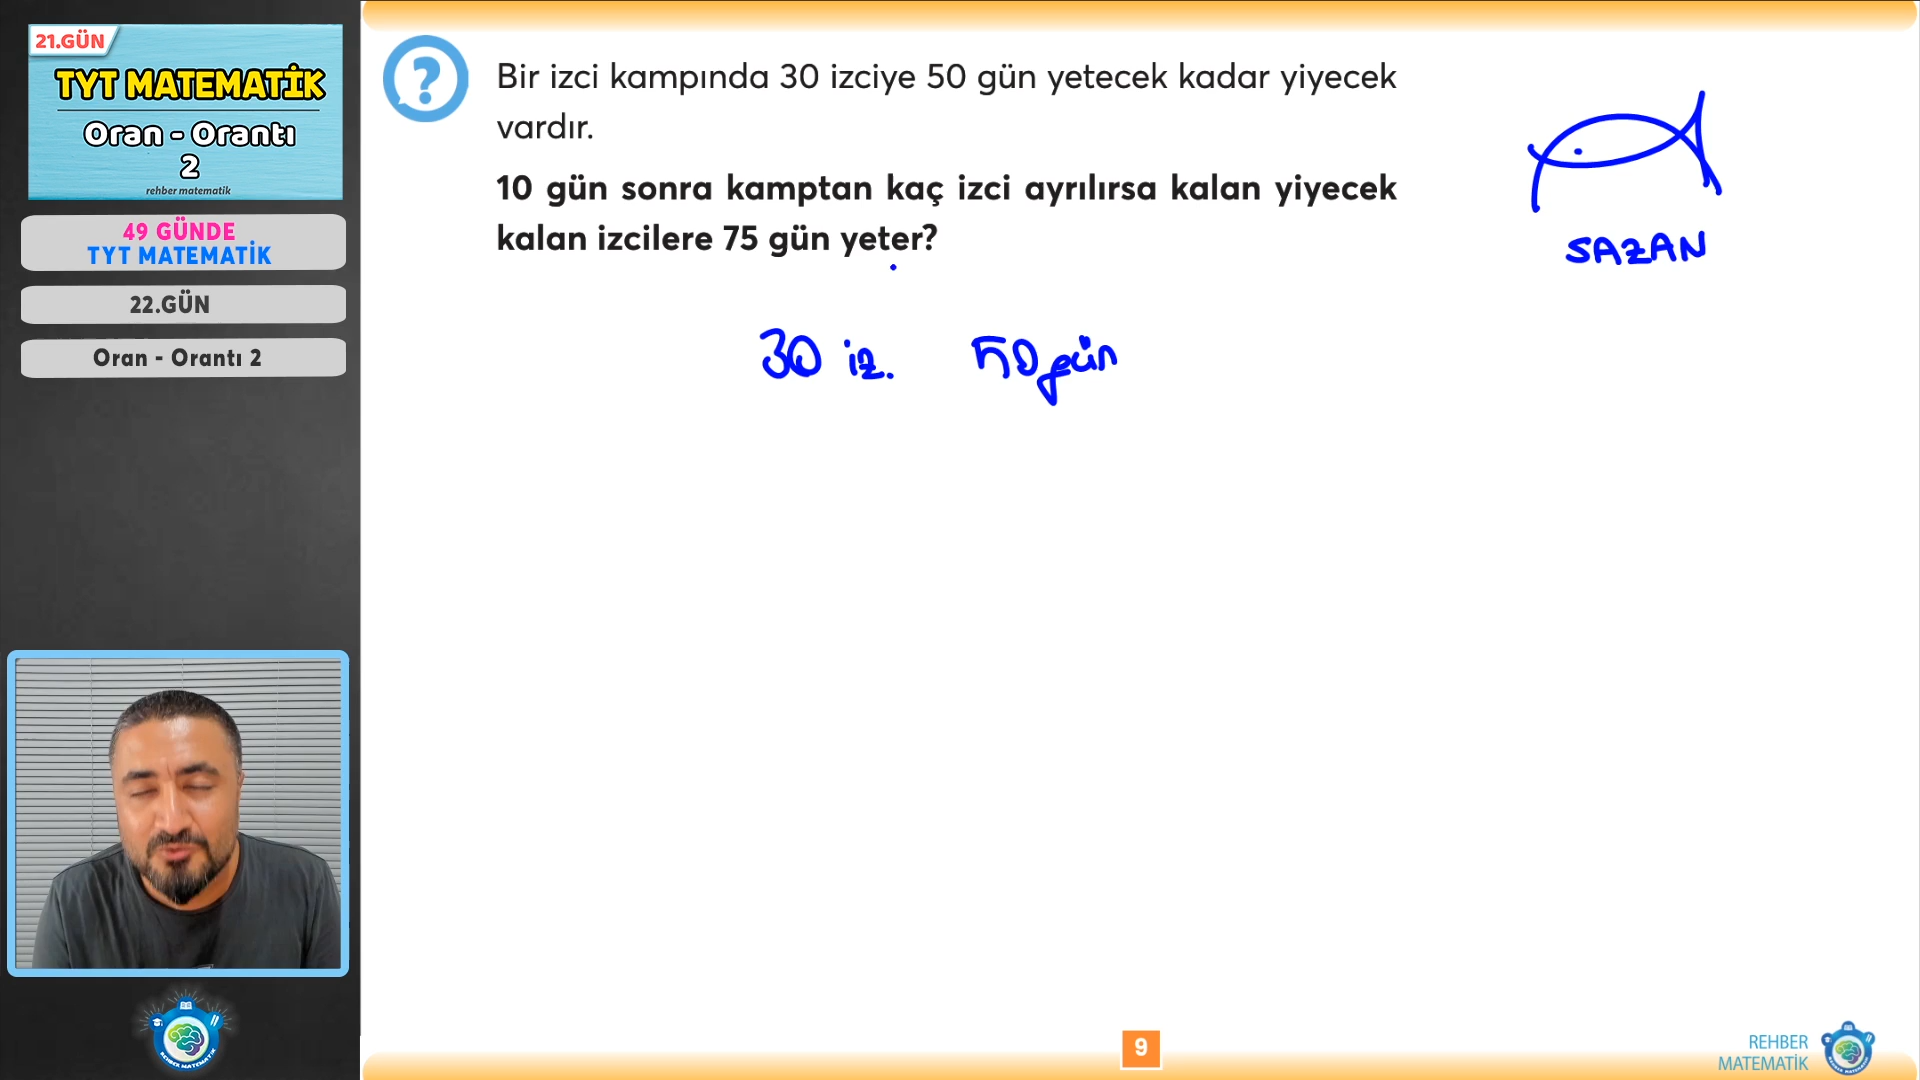 21.GÜN
TYT MATEMATİK
Oran - Orantı
2
rehber matematik
49 GÜNDE
TYT MATEMATİK
22.GÜN
Oran - Orantı 2
Bir izci kampında 30 izciye 50 gün yetecek kadar yiyecek
vardır.
10 gün sonra kamptan kaç izci ayrılırsa kalan yiyecek
kalan izcilere 75 gün yeter?
SAZAN
30 iz. 50 gün
REHBER MATEMATİK
9
REHBER
MATEMATİK